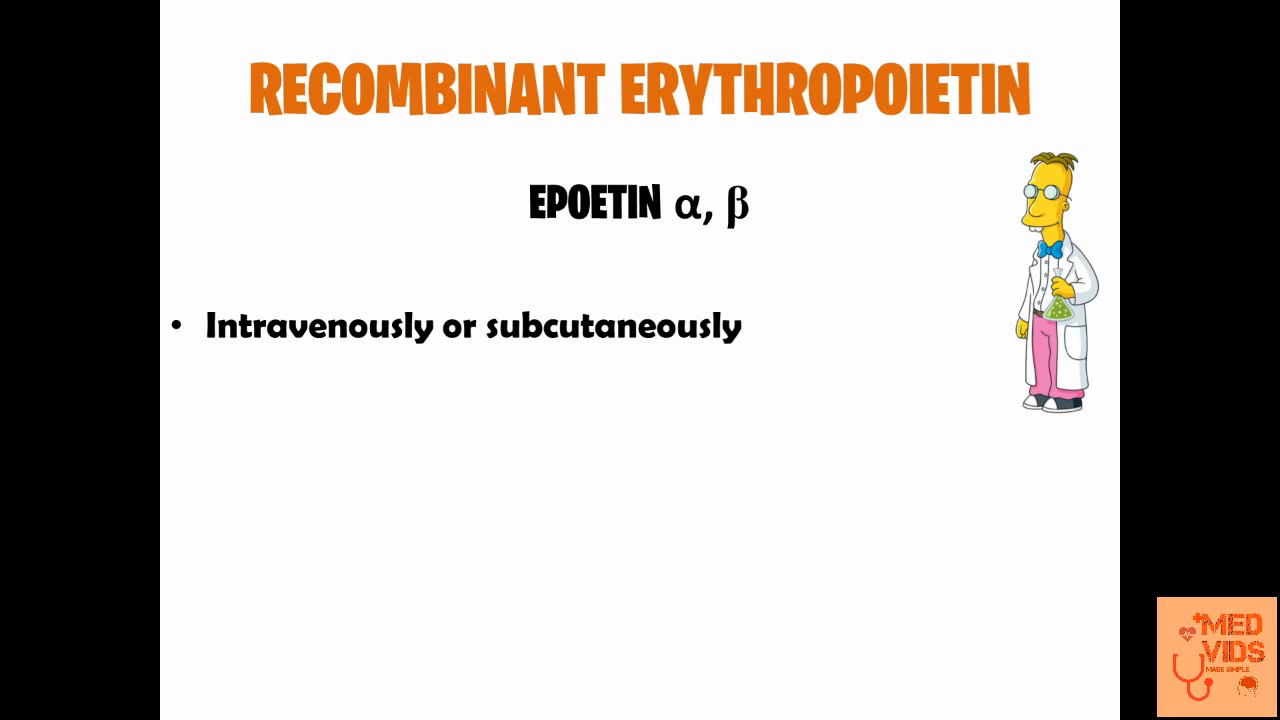 RECOMBINANT ERYTHROPOIETIN
EPOETIN α, β
• Intravenously or subcutaneously
MED
VIDS
MADE SIMPLE